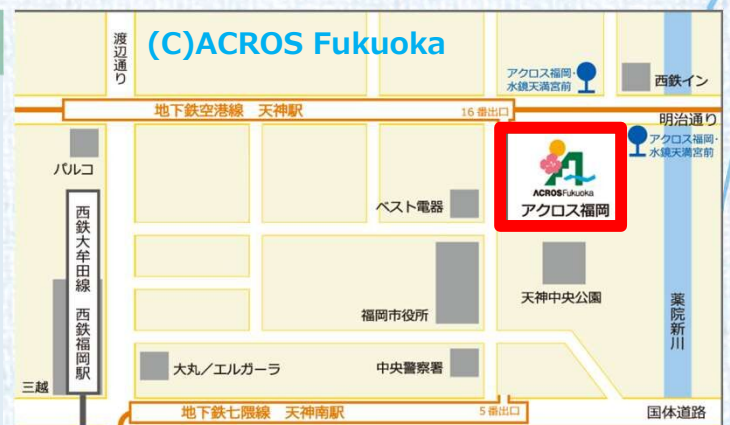 渡辺通り
(C)ACROS Fukuoka
アクロス福岡・
水鏡天満宮前
西鉄イン
地下鉄空港線 天神駅
16番出口
明治通り
アクロス福岡・
水鏡天満宮前
パルコ
ACROS Fukuoka
アクロス福岡
ベスト電器
西鉄大牟田線 西鉄福岡駅
天神中央公園
福岡市役所
薬院新川
大丸/エルガーラ
中央警察署
三越
地下鉄七隈線 天神南駅
5番出口
国体道路